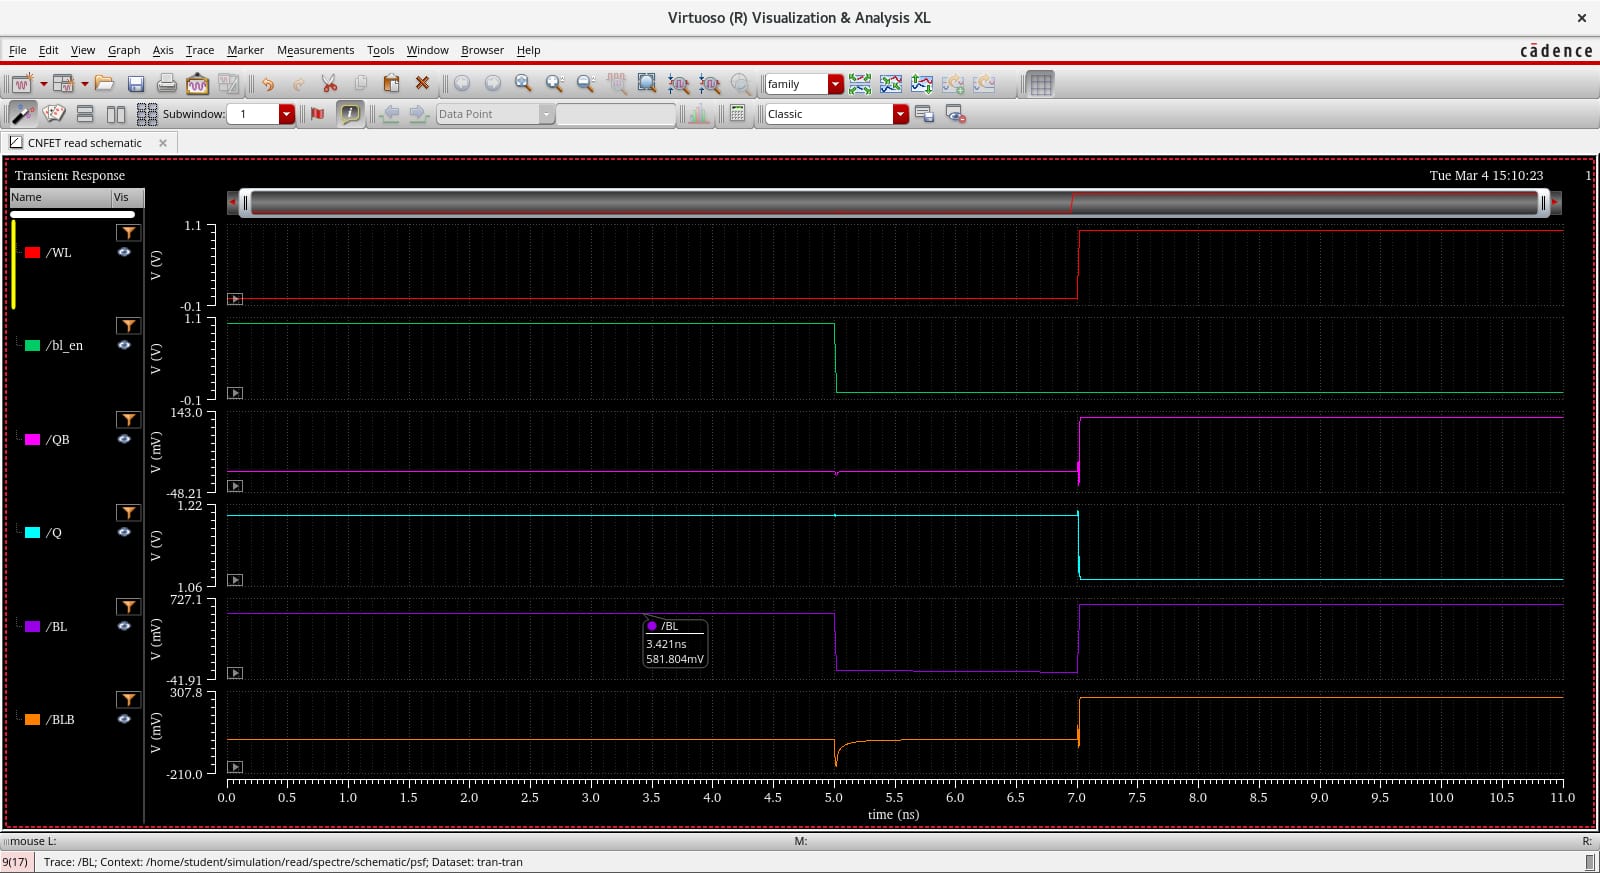 Virtuoso (R) Visualization & Analysis XL
File Edit View Graph Axis Trace Marker Measurements Tools Window Browser Help
cādence
family
Subwindow: 1 Data Point Classic
CNFET read schematic
Transient Response
Tue Mar 4 15:10:23
1
Name Vis
/WL
V (V)
1.1
-0.1
/bl_en
V (V)
1.1
-0.1
/QB
V (mV)
143.0
-48.21
/Q
V (V)
1.22
1.06
/BL
V (mV)
727.1
-41.91
/BL
3.421ns
581.804mV
/BLB
V (mV)
307.8
-210.0
0.0 0.5 1.0 1.5 2.0 2.5 3.0 3.5 4.0 4.5 5.0 5.5 6.0 6.5 7.0 7.5 8.0 8.5 9.0 9.5 10.0 10.5 11.0
time (ns)
mouse L: M: R:
9(17) Trace: /BL; Context: /home/student/simulation/read/spectre/schematic/psf; Dataset: tran-tran